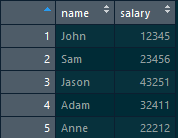 name salary
1 John 12345
2 Sam 23456
3 Jason 43251
4 Adam 32411
5 Anne 22212